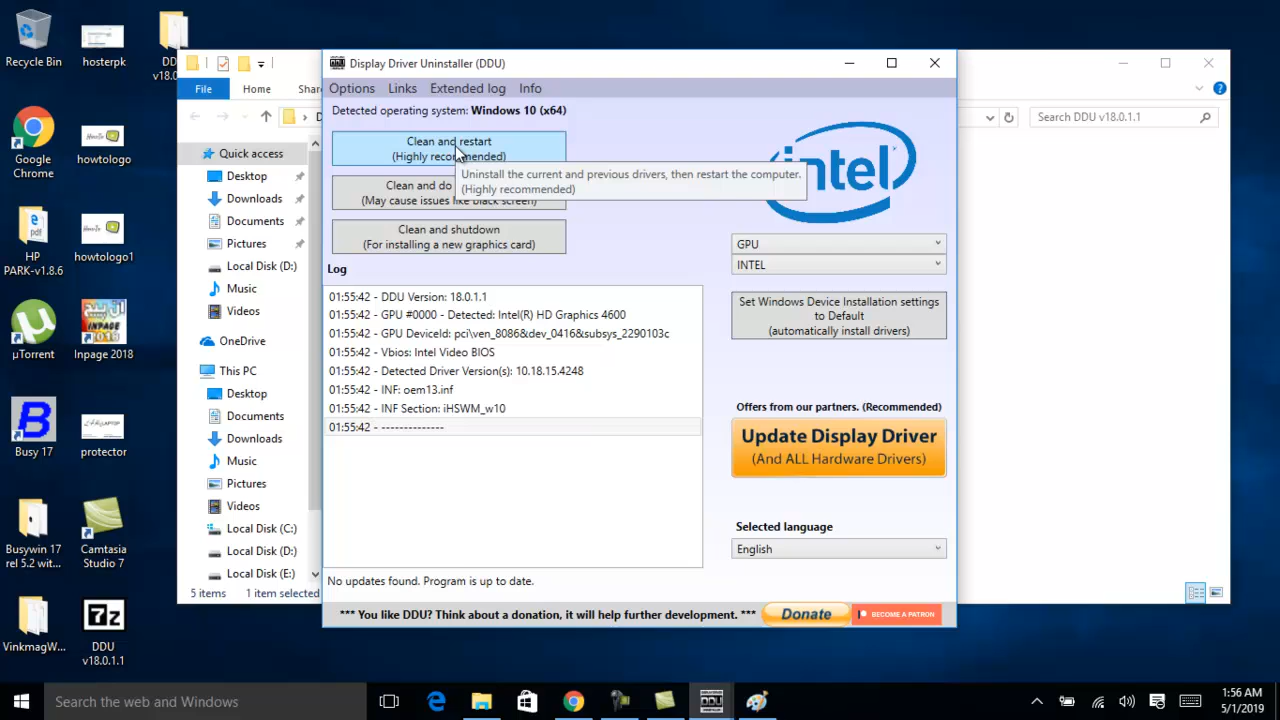 Recycle Bin
hosterpk
DD
v18.0
Google
Chrome
howtologo
HP
PARK-v1.8.6
howtologo1
µTorrent
Inpage 2018
Busy 17
protector
Busywin 17
rel 5.2 wit...
Camtasia
Studio 7
VinkmagW...
DDU
v18.0.1.1
File
Home
Shar
D
Search DDU v18.0.1.1
Quick access
Desktop
Downloads
Documents
Pictures
Local Disk (D:)
Music
Videos
OneDrive
This PC
Desktop
Documents
Downloads
Music
Pictures
Videos
Local Disk (C:)
Local Disk (D:)
Local Disk (E:)
5 items
1 item selected
Display Driver Uninstaller (DDU)
Options
Links
Extended log
Info
Detected operating system: Windows 10 (x64)
Clean and restart
(Highly recommended)
Uninstall the current and previous drivers, then restart the computer.
(Highly recommended)
Clean and do
(May cause issues like black screen)
Clean and shutdown
(For installing a new graphics card)
Log
01:55:42 - DDU Version: 18.0.1.1
01:55:42 - GPU #0000 - Detected: Intel(R) HD Graphics 4600
01:55:42 - GPU DeviceId: pci\ven_8086&dev_0416&subsys_2290103c
01:55:42 - Vbios: Intel Video BIOS
01:55:42 - Detected Driver Version(s): 10.18.15.4248
01:55:42 - INF: oem13.inf
01:55:42 - INF Section: iHSWM_w10
01:55:42 - --------------
No updates found. Program is up to date.
intel
GPU
INTEL
Set Windows Device Installation settings
to Default
(automatically install drivers)
Offers from our partners. (Recommended)
Update Display Driver
(And ALL Hardware Drivers)
Selected language
English
*** You like DDU? Think about a donation, it will help further development. ***
Donate
BECOME A PATRON
Search the web and Windows
1:56 AM
5/1/2019